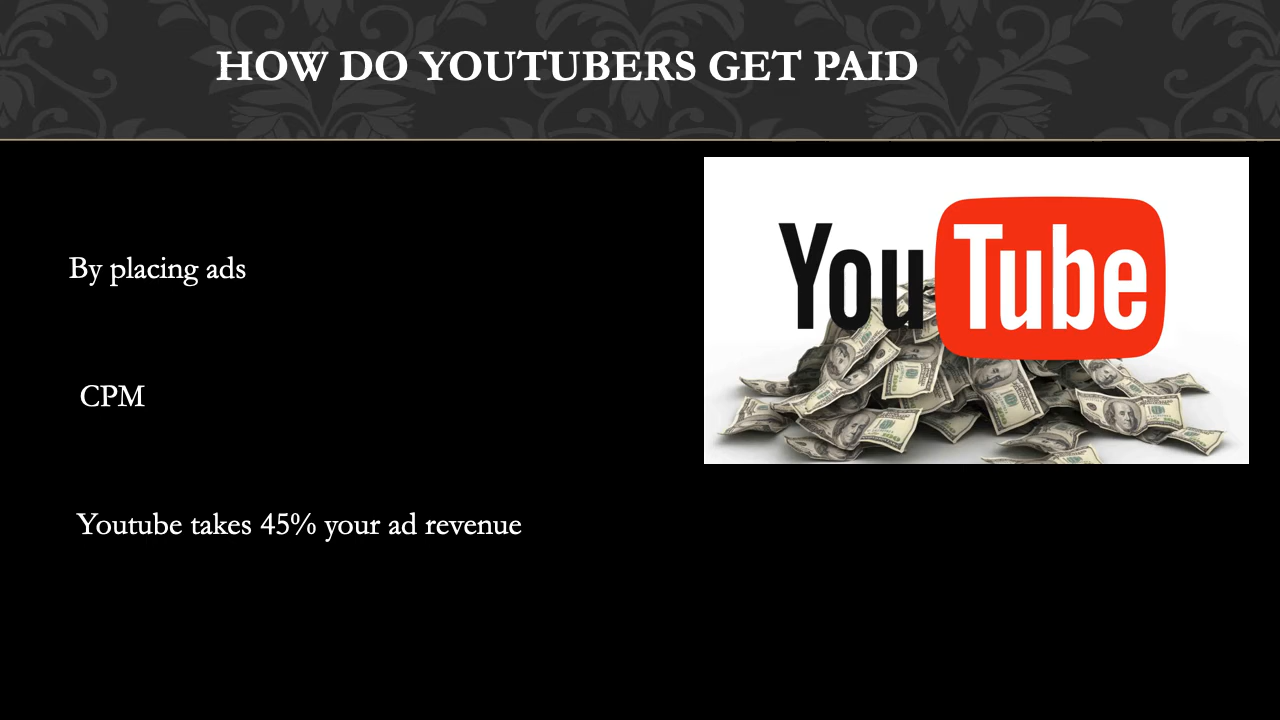 HOW DO YOUTUBERS GET PAID
By placing ads
CPM
Youtube takes 45% your ad revenue
YouTube